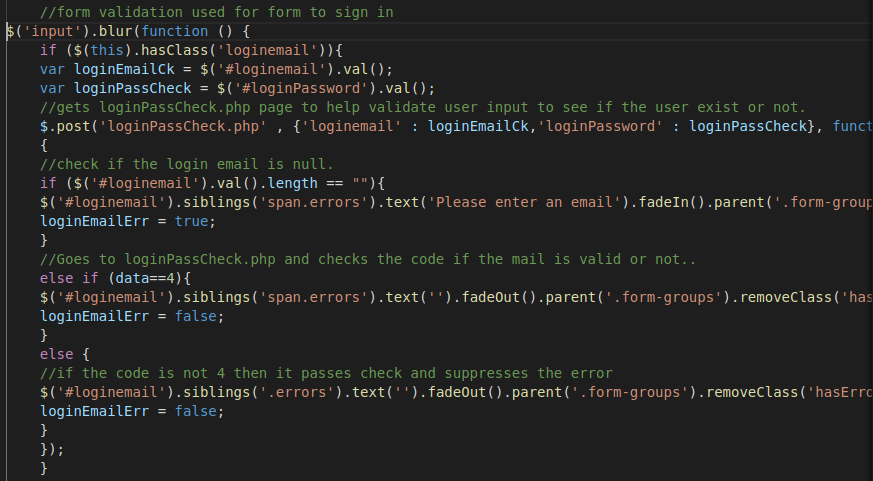 //form validation used for form to sign in
$('input').blur(function () {
if ($(this).hasClass('loginemail')){
var loginEmailCk = $('#loginemail').val();
var loginPassCheck = $('#loginPassword').val();
//gets loginPassCheck.php page to help validate user input to see if the user exist or not.
$.post('loginPassCheck.php' , {'loginemail' : loginEmailCk,'loginPassword' : loginPassCheck}, funct
{
//check if the login email is null.
if ($('#loginemail').val().length == ""){
$('#loginemail').siblings('span.errors').text('Please enter an email').fadeIn().parent('.form-group
loginEmailErr = true;
}
//Goes to loginPassCheck.php and checks the code if the mail is valid or not..
else if (data==4){
$('#loginemail').siblings('span.errors').text('').fadeOut().parent('.form-groups').removeClass('has
loginEmailErr = false;
}
else {
//if the code is not 4 then it passes check and suppresses the error
$('#loginemail').siblings('.errors').text('').fadeOut().parent('.form-groups').removeClass('hasErro
loginEmailErr = false;
}
});
}